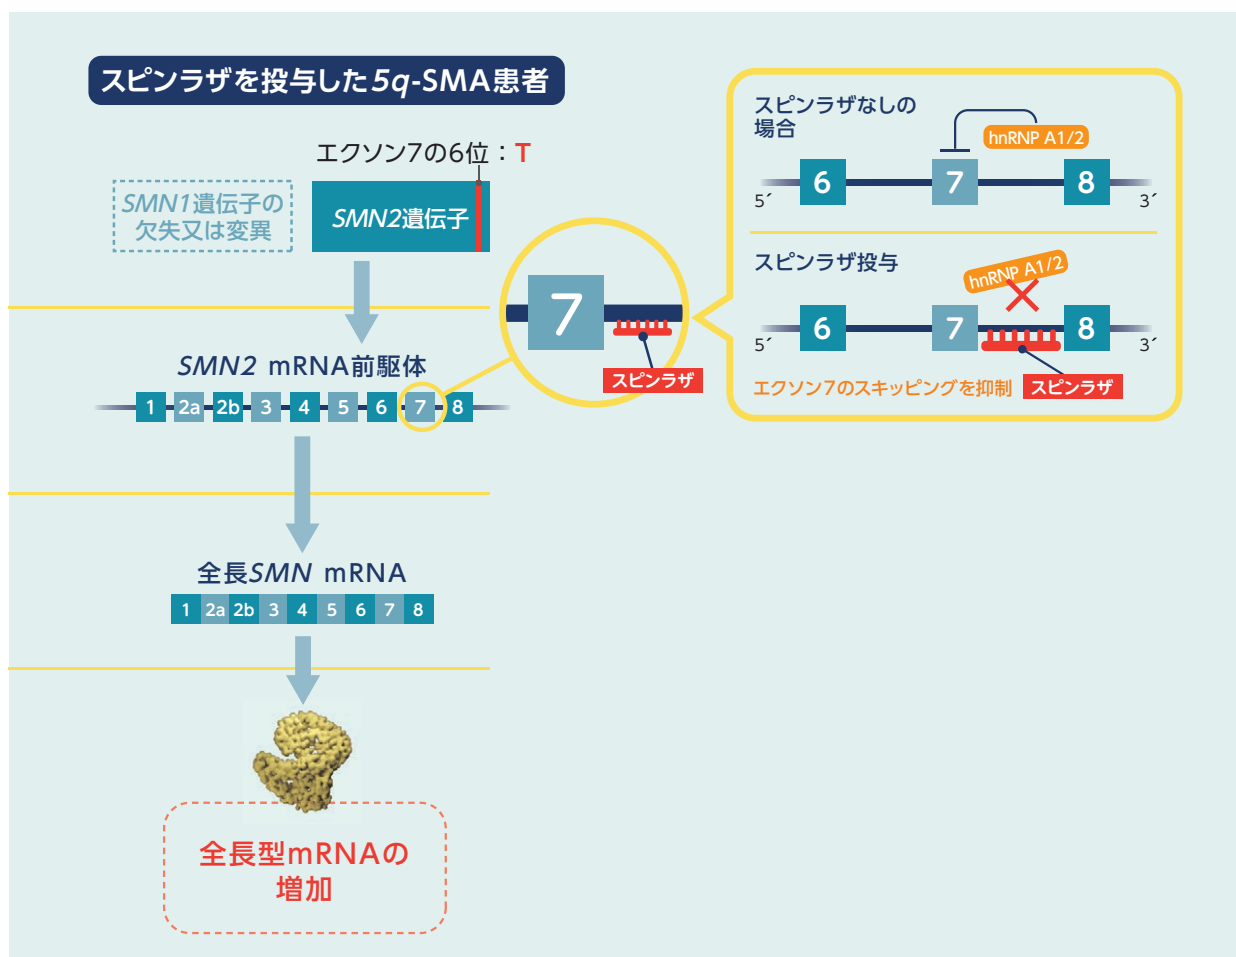 スピンラザを投与した5q-SMA患者
エクソン7の6位：T
SMN1遺伝子の
欠失又は変異
SMN2遺伝子
SMN2 mRNA前駆体
1 2a 2b 3 4 5 6 7 8
7
スピンラザ
スピンラザなしの
場合
hnRNP A1/2
6 7 8
5´ 3´
スピンラザ投与
hnRNP A1/2
6 7 8
5´ 3´
エクソン7のスキッピングを抑制 スピンラザ
全長SMN mRNA
1 2a 2b 3 4 5 6 7 8
全長型mRNAの
増加